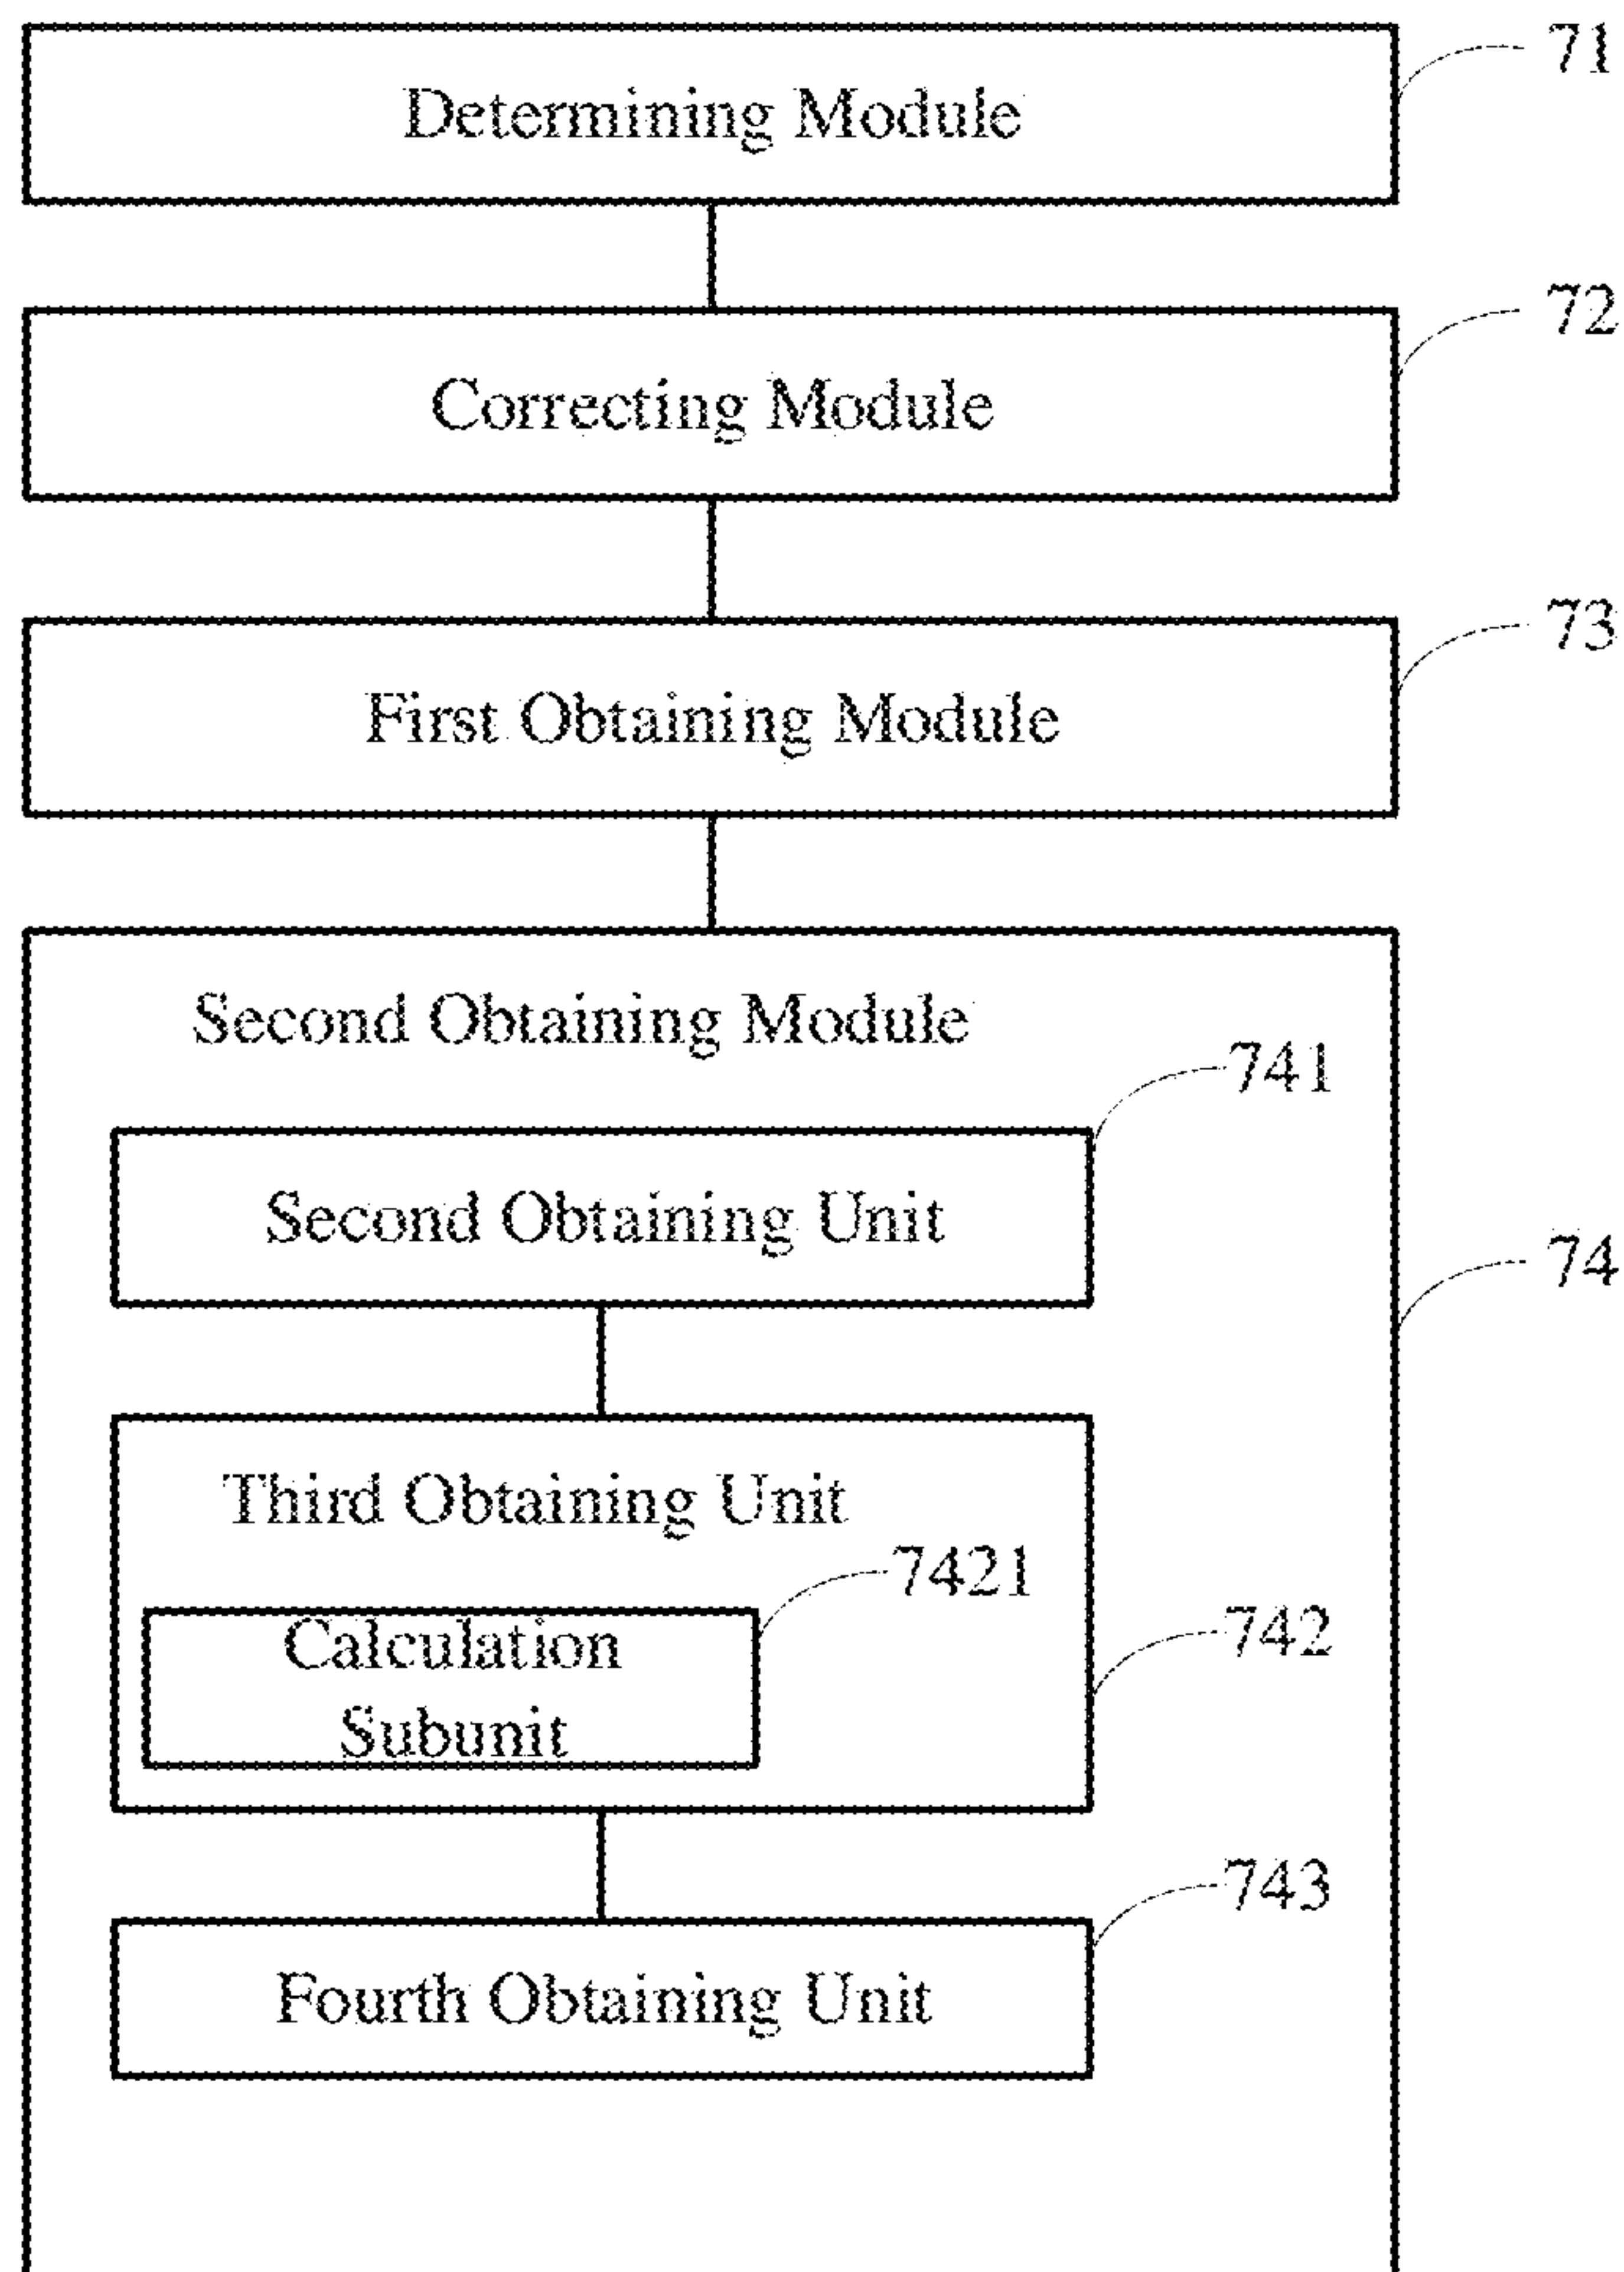 71
Determining Module
72
Correcting Module
73
First Obtaining Module
Second Obtaining Module
741
Second Obtaining Unit
74
Third Obtaining Unit
7421
Calculation
Subunit
742
743
Fourth Obtaining Unit